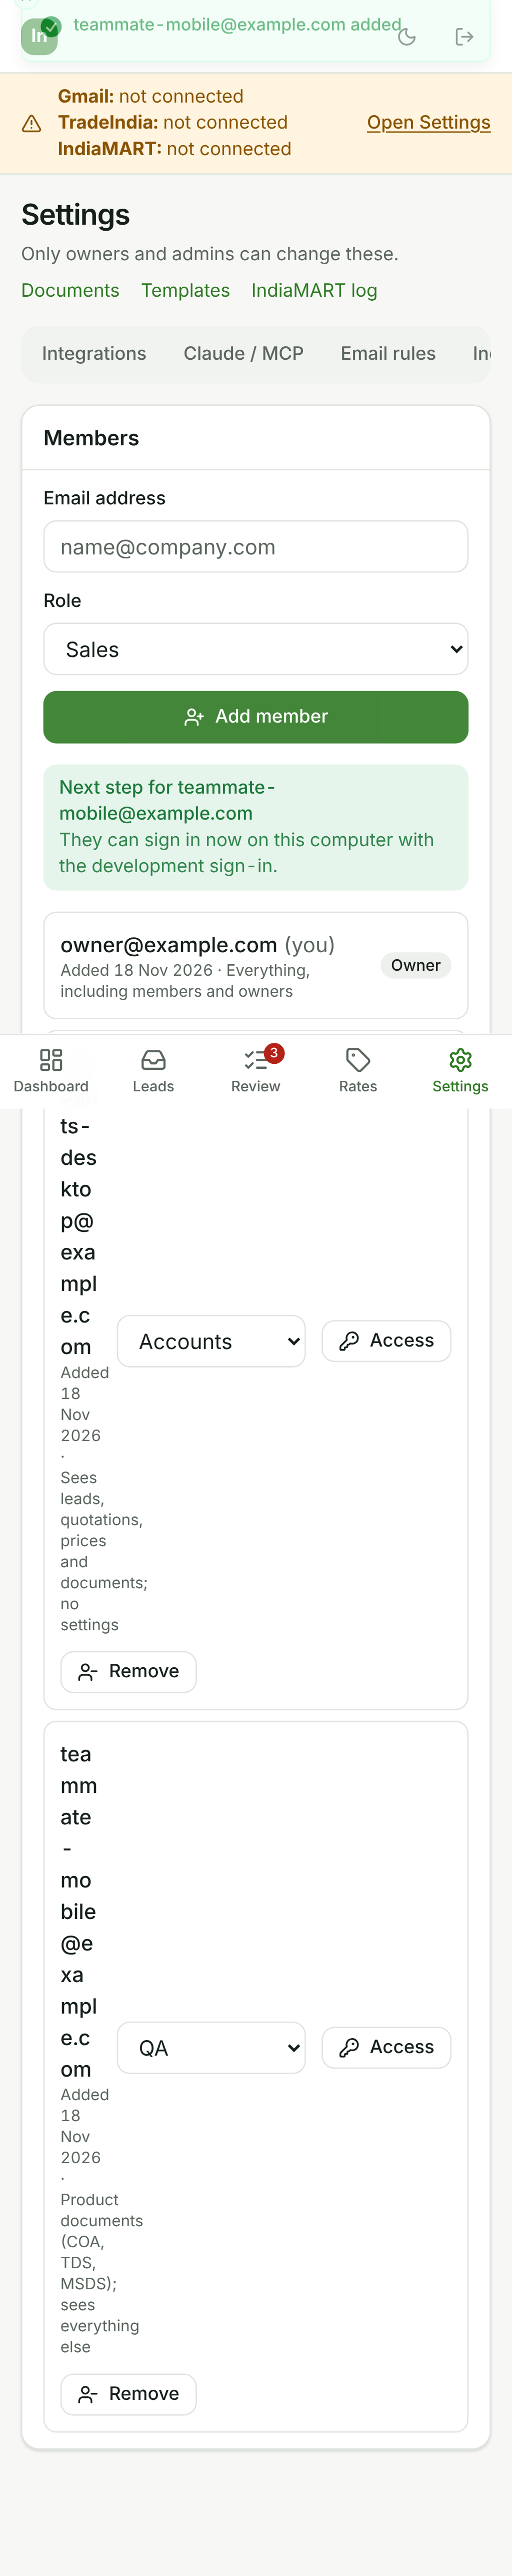 In
teammate-mobile@example.com added
Gmail: not connected
TradeIndia: not connected
IndiaMART: not connected
Open Settings
Settings
Only owners and admins can change these.
Documents Templates IndiaMART log
Integrations Claude / MCP Email rules
Members
Email address
name@company.com
Role
Sales
Add member
Next step for teammate-
mobile@example.com
They can sign in now on this computer with
the development sign-in.
owner@example.com (you)
Added 18 Nov 2026 · Everything,
including members and owners
Owner
Dashboard Leads Review 3 Rates Settings
ts-
des
kto
p@
exa
mpl
e.c
om
Added
18
Nov
2026
·
Sees
leads,
quotations,
prices
and
documents;
no
settings
Accounts
Access
Remove
tea
mm
ate
-
mo
bile
@e
xa
mpl
e.c
om
Added
18
Nov
2026
·
Product
documents
(COA,
TDS,
MSDS);
sees
everything
else
QA
Access
Remove